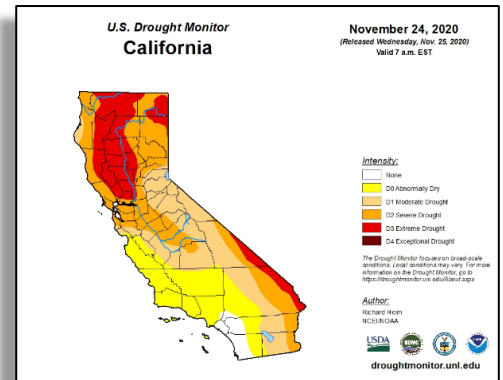 U.S. Drought Monitor
California
November 24, 2020
(Released Wednesday, Nov. 25, 2020)
Valid 7 a.m. EST
Intensity:
None
D0 Abnormally Dry
D1 Moderate Drought
D2 Severe Drought
D3 Extreme Drought
D4 Exceptional Drought
The Drought Monitor focuses on broad-scale
conditions. Local conditions may vary. For more
information on the Drought Monitor, go to
https://droughtmonitor.unl.edu/About.aspx
Author:
Richard Heim
NCEI/NOAA
USDA
NDMC
droughtmonitor.unl.edu